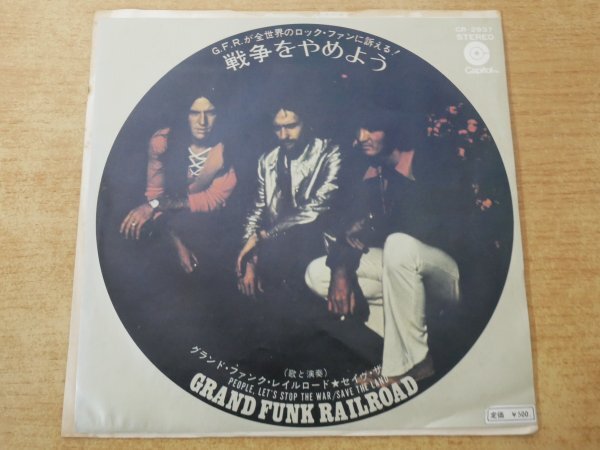 G.F.R.が全世界のロック・ファンに訴える!
戦争をやめよう
CP-2937
STEREO
Capitol
(歌と演奏)
グランド・ファンク・レイルロード★セイヴ・ザ
PEOPLE, LET'S STOP THE WAR/SAVE THE LAND
GRAND FUNK RAILROAD
定価 ¥500